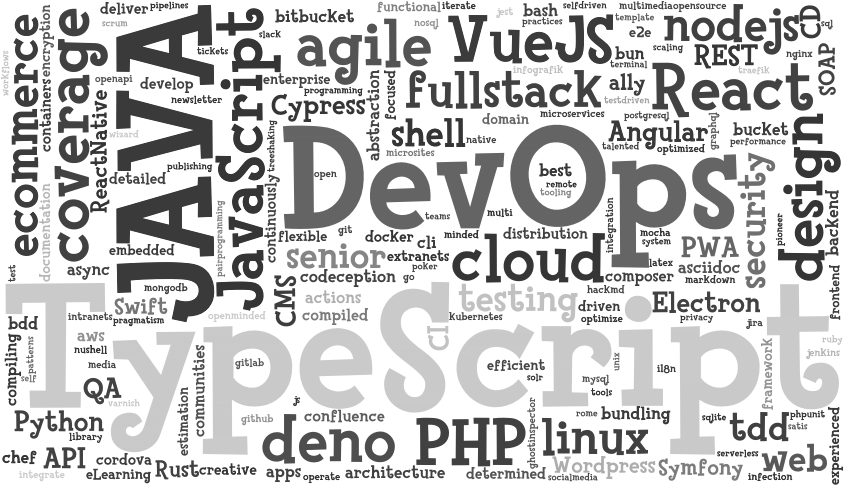 deliver
pipelines
scrum
workflows
ecommerce
containers
encryption
coverage
JAVA
tickets
openapi
develop
newsletter
ReactNative
wizard
publishing
detailed
documentation
embedded
test
async
mongodb
JavaScript
slack
bitbucket
functional
nosql
iterate
jest
agile
enterprise
programming
Cypress
treeshaking
continuously
pairprogramming
abstraction
focused
bash
practices
selfdriven
VueJS
infografik
fullstack
domain
microservices
shell
native
microsites
multimedia
opensource
template
e2e
scaling
bun
terminal
ally
testdriven
nodejs
REST
traefik
React
postgresql
graphql
Angular
talented
optimized
bucket
performance
CD
sql
nginx
SOAP
design
DevOps
open
best
remote
tooling
teams
multi
flexible
git
docker
cli
minded
distribution
integration
mocha
system
security
pioneer
backend
senior
extranets
poker
codeception
go
cloud
latex
composer
PWA
asciidoc
markdown
frontend
CMS
actions
compiled
testing
hackmd
driven
optimize
Electron
privacy
jira
kubernetes
CI
TypeScript
Swift
pragmatism
intranets
openminded
bdd
aws
nushell
patterns
compiling
self
media
QA
varnish
gitlab
communities
estimation
github
js
confluence
efficient
solr
unix
mysql
tools
il8n
framework
ruby
jenkins
Python
library
chef
API
cordova
eLearning
integrate
Rust
creative
deno
apps
operate
architecture
PHP
determined
ghostinspector
linux
rome
bundling
socialmedia
Wordpress
Symfony
sqlite
tdd
phpunit
satis
serverless
web
infection
experienced